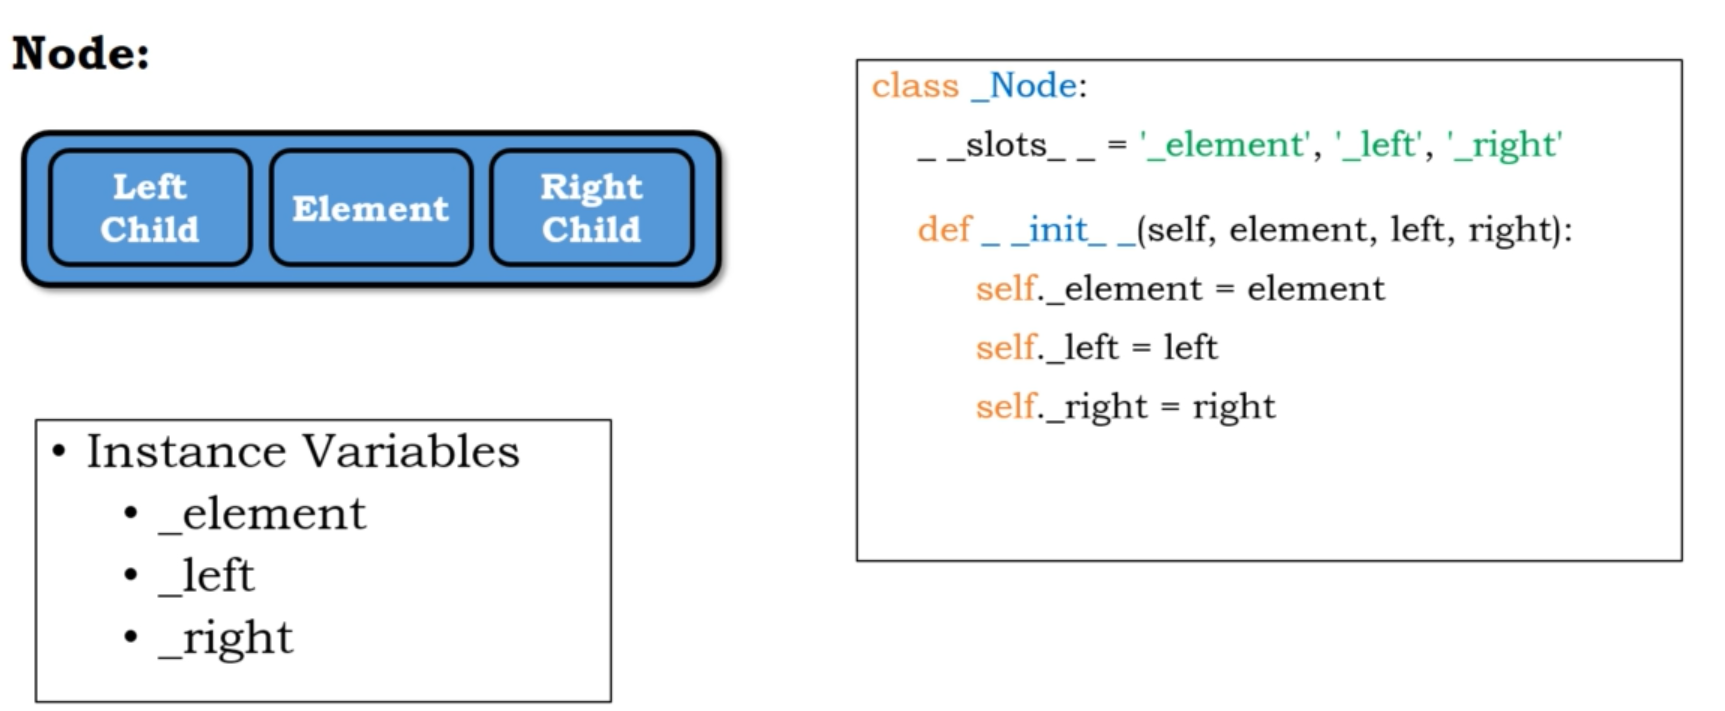 Node:
Left
Child
Element
Right
Child
• Instance Variables
• _element
• _left
• _right
class _Node:
_ _slots_ _ = '_element', '_left', '_right'
def _ _init_ _(self, element, left, right):
self._element = element
self._left = left
self._right = right